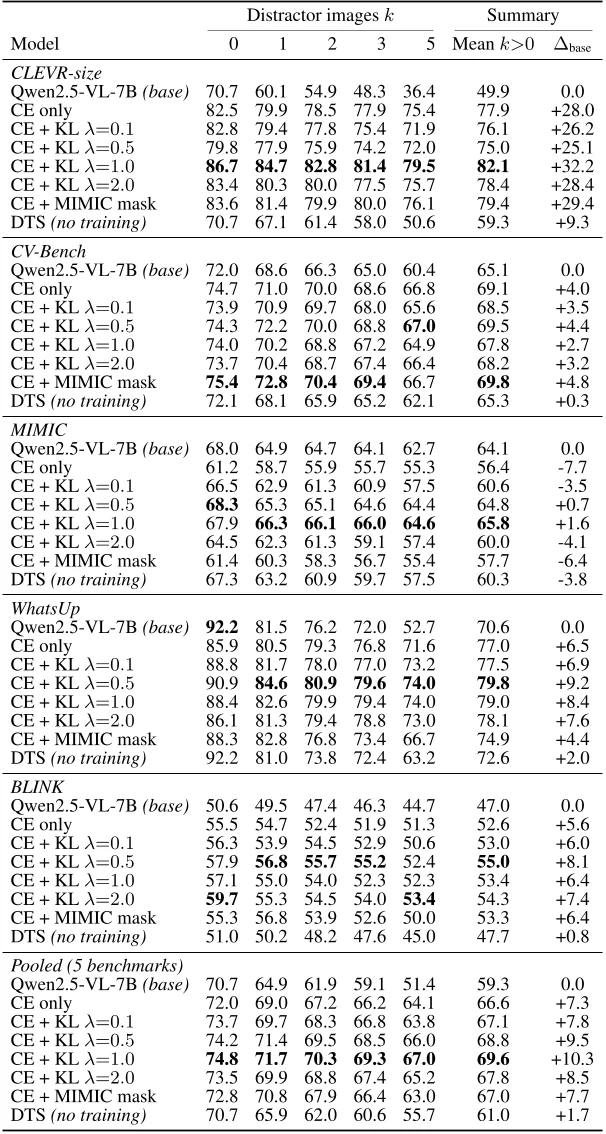 Distractor images k Summary
Model 0 1 2 3 5 Mean k>0 Δbase
CLEVR-size
Qwen2.5-VL-7B (base) 70.7 60.1 54.9 48.3 36.4 49.9 0.0
CE only 82.5 79.9 78.5 77.9 75.4 77.9 +28.0
CE + KL λ=0.1 82.8 79.4 77.8 75.4 71.9 76.1 +26.2
CE + KL λ=0.5 79.8 77.9 75.9 74.2 72.0 75.0 +25.1
CE + KL λ=1.0 86.7 84.7 82.8 81.4 79.5 82.1 +32.2
CE + KL λ=2.0 83.4 80.3 80.0 77.5 75.7 78.4 +28.4
CE + MIMIC mask 83.6 81.4 79.9 80.0 76.1 79.4 +29.4
DTS (no training) 70.7 67.1 61.4 58.0 50.6 59.3 +9.3
CV-Bench
Qwen2.5-VL-7B (base) 72.0 68.6 66.3 65.0 60.4 65.1 0.0
CE only 74.7 71.0 70.0 68.6 66.8 69.1 +4.0
CE + KL λ=0.1 73.9 70.9 69.7 68.0 65.6 68.5 +3.5
CE + KL λ=0.5 74.3 72.2 70.0 68.8 67.0 69.5 +4.4
CE + KL λ=1.0 74.0 70.2 68.8 67.2 64.9 67.8 +2.7
CE + KL λ=2.0 73.7 70.4 68.7 67.4 66.4 68.2 +3.2
CE + MIMIC mask 75.4 72.8 70.4 69.4 66.7 69.8 +4.8
DTS (no training) 72.1 68.1 65.9 65.2 62.1 65.3 +0.3
MIMIC
Qwen2.5-VL-7B (base) 68.0 64.9 64.7 64.1 62.7 64.1 0.0
CE only 61.2 58.7 55.9 55.7 55.3 56.4 -7.7
CE + KL λ=0.1 66.5 62.9 61.3 60.9 57.5 60.6 -3.5
CE + KL λ=0.5 68.3 65.3 65.1 64.6 64.4 64.8 +0.7
CE + KL λ=1.0 67.9 66.3 66.1 66.0 64.6 65.8 +1.6
CE + KL λ=2.0 64.5 62.3 61.3 59.1 57.4 60.0 -4.1
CE + MIMIC mask 61.4 60.3 58.3 56.7 55.4 57.7 -6.4
DTS (no training) 67.3 63.2 60.9 59.7 57.5 60.3 -3.8
WhatsUp
Qwen2.5-VL-7B (base) 92.2 81.5 76.2 72.0 52.7 70.6 0.0
CE only 85.9 80.5 79.3 76.8 71.6 77.0 +6.5
CE + KL λ=0.1 88.8 81.7 78.0 77.0 73.2 77.5 +6.9
CE + KL λ=0.5 90.9 84.6 80.9 79.6 74.0 79.8 +9.2
CE + KL λ=1.0 88.4 82.6 79.9 79.4 74.0 79.0 +8.4
CE + KL λ=2.0 86.1 81.3 79.4 78.8 73.0 78.1 +7.6
CE + MIMIC mask 88.3 82.8 76.8 73.4 66.7 74.9 +4.4
DTS (no training) 92.2 81.0 73.8 72.4 63.2 72.6 +2.0
BLINK
Qwen2.5-VL-7B (base) 50.6 49.5 47.4 46.3 44.7 47.0 0.0
CE only 55.5 54.7 52.4 51.9 51.3 52.6 +5.6
CE + KL λ=0.1 56.3 53.9 54.5 52.9 50.6 53.0 +6.0
CE + KL λ=0.5 57.9 56.8 55.7 55.2 52.4 55.0 +8.1
CE + KL λ=1.0 57.1 55.0 54.0 52.3 52.3 53.4 +6.4
CE + KL λ=2.0 59.7 55.3 54.5 54.0 53.4 54.3 +7.4
CE + MIMIC mask 55.3 56.8 53.9 52.6 50.0 53.3 +6.4
DTS (no training) 51.0 50.2 48.2 47.6 45.0 47.7 +0.8
Pooled (5 benchmarks)
Qwen2.5-VL-7B (base) 70.7 64.9 61.9 59.1 51.4 59.3 0.0
CE only 72.0 69.0 67.2 66.2 64.1 66.6 +7.3
CE + KL λ=0.1 73.7 69.7 68.3 66.8 63.8 67.1 +7.8
CE + KL λ=0.5 74.2 71.4 69.5 68.5 66.0 68.8 +9.5
CE + KL λ=1.0 74.8 71.7 70.3 69.3 67.0 69.6 +10.3
CE + KL λ=2.0 73.5 69.9 68.8 67.4 65.2 67.8 +8.5
CE + MIMIC mask 72.8 70.8 67.9 66.4 63.0 67.0 +7.7
DTS (no training) 70.7 65.9 62.0 60.6 55.7 61.0 +1.7